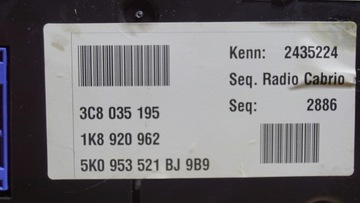 Kenn: 2435224
Seq. Radio Cabrio
Seq: 2886
3C8 035 195
1K8 920 962
5K0 953 521 BJ 9B9